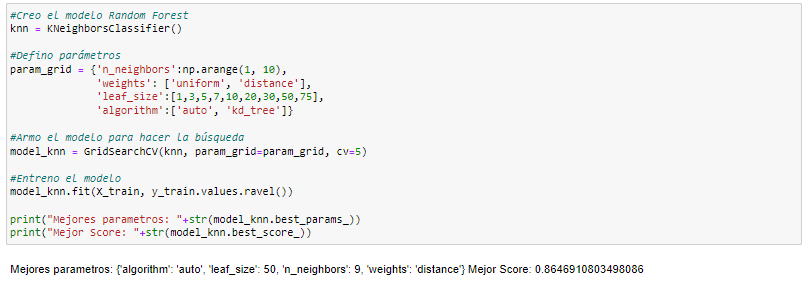 #Creo el modelo Random Forest
knn = KNeighborsClassifier()
#Defino parámetros
param_grid = {'n_neighbors':np.arange(1, 10),
'weights': ['uniform', 'distance'],
'leaf_size':[1,3,5,7,10,20,30,50,75],
'algorithm':['auto', 'kd_tree']}
#Armo el modelo para hacer la búsqueda
model_knn = GridSearchCV(knn, param_grid=param_grid, cv=5)
#Entreno el modelo
model_knn.fit(X_train, y_train.values.ravel())
print("Mejores parametros: "+str(model_knn.best_params_))
print("Mejor Score: "+str(model_knn.best_score_))
Mejores parametros: {'algorithm': 'auto', 'leaf_size': 50, 'n_neighbors': 9, 'weights': 'distance'} Mejor Score: 0.8646910803498086